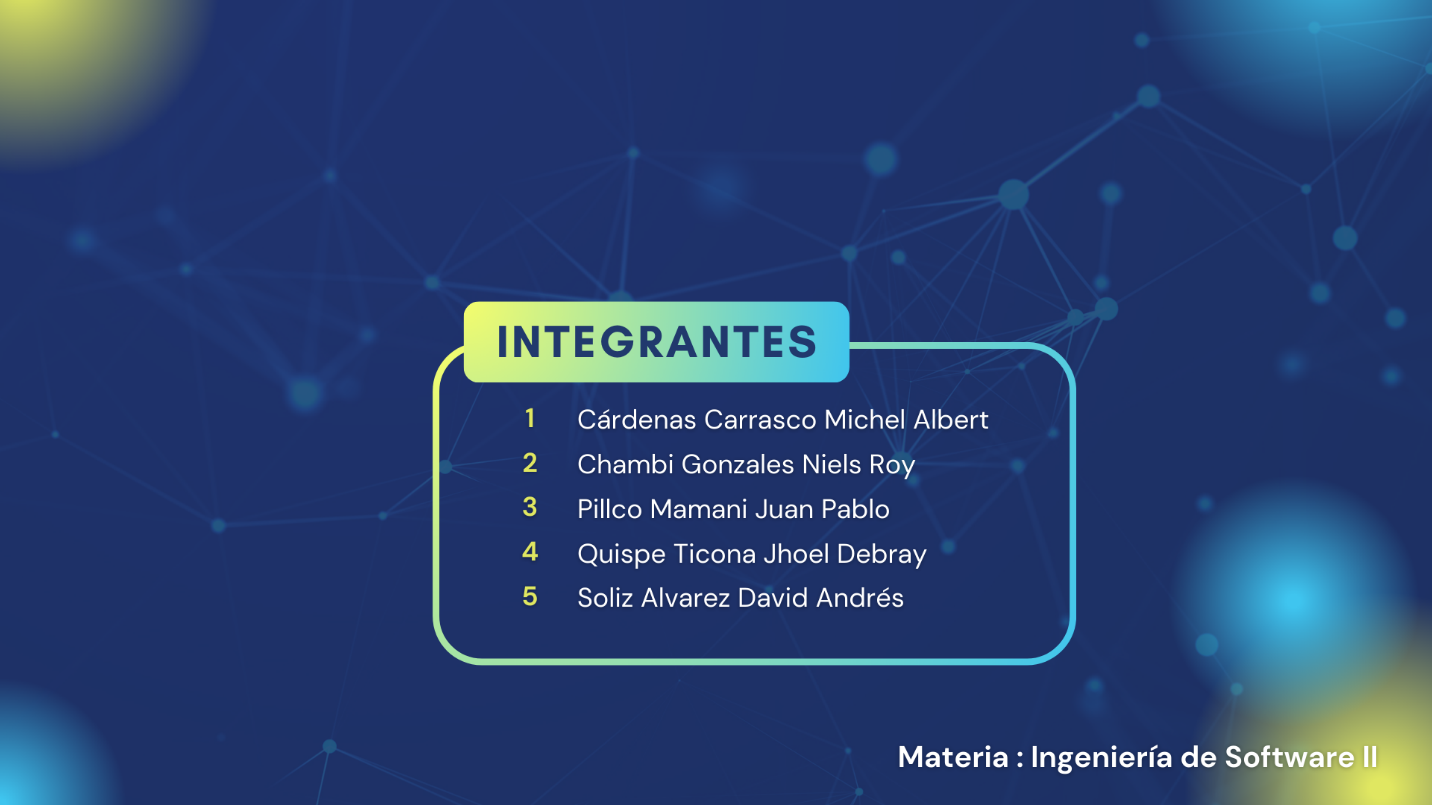 INTEGRANTES
1 Cárdenas Carrasco Michel Albert
2 Chambi Gonzales Niels Roy
3 Pillco Mamani Juan Pablo
4 Quispe Ticona Jhoel Debray
5 Soliz Alvarez David Andrés
Materia : Ingeniería de Software II